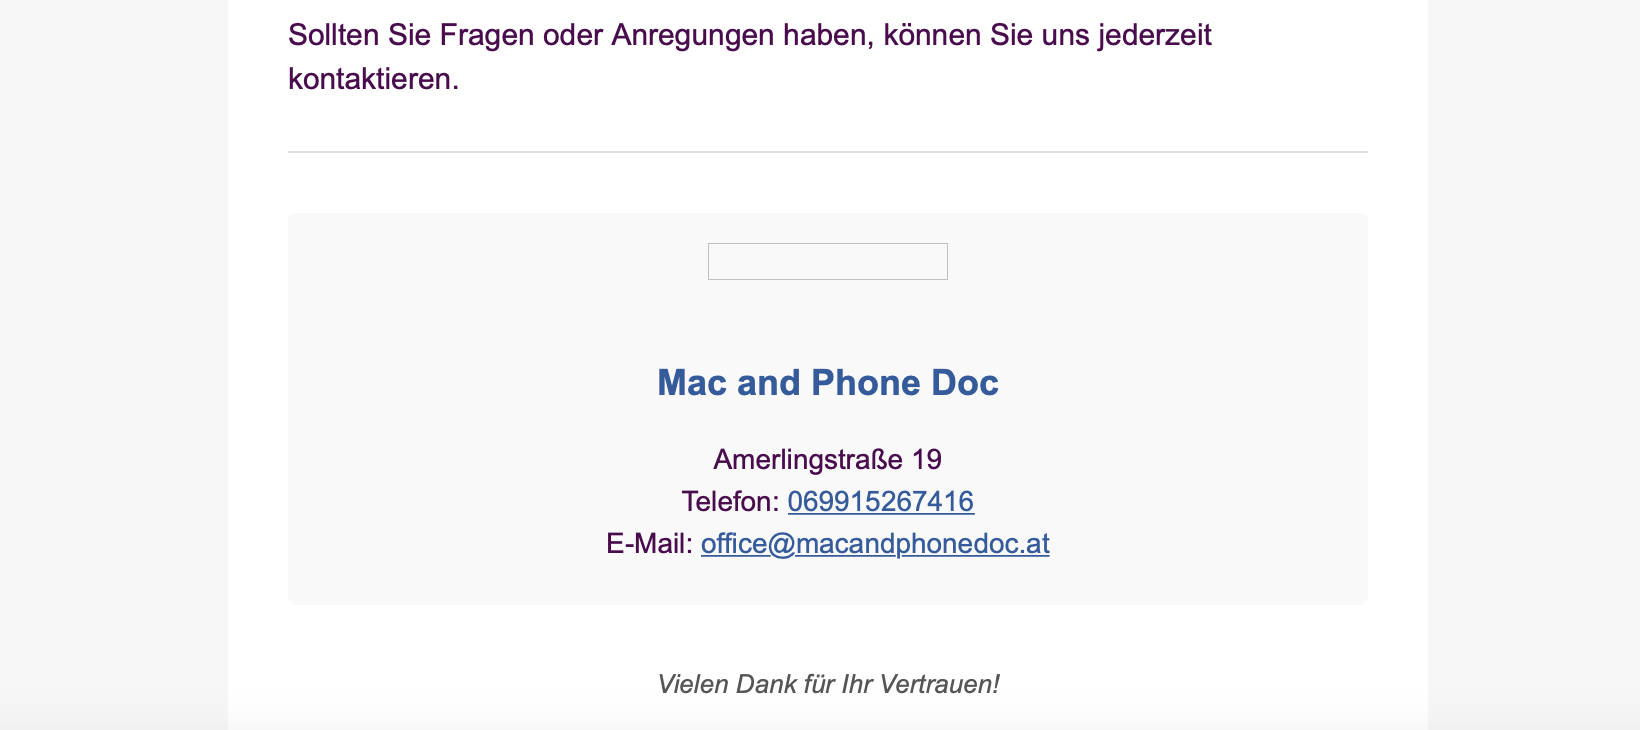 Sollten Sie Fragen oder Anregungen haben, können Sie uns jederzeit
kontaktieren.
Mac and Phone Doc
Amerlingstraße 19
Telefon: 069915267416
E-Mail: office@macandphonedoc.at
Vielen Dank für Ihr Vertrauen!